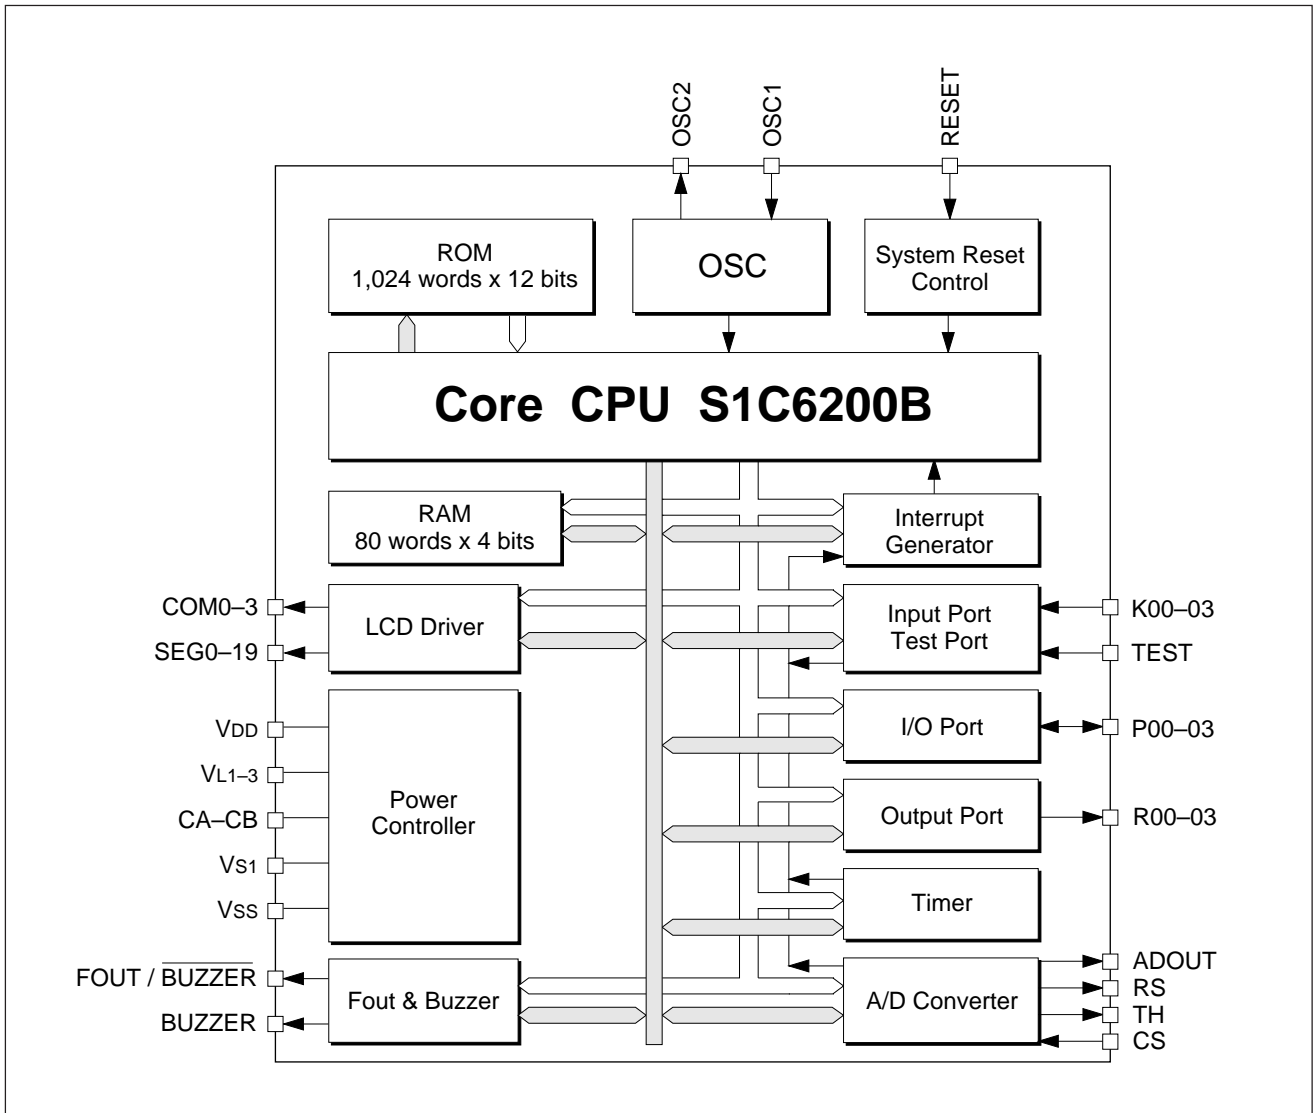 OSC2
OSC1
RESET
ROM
1,024 words x 12 bits
OSC
System Reset
Control
Core CPU S1C6200B
RAM
80 words x 4 bits
Interrupt
Generator
COM0–3
SEG0–19
LCD Driver
Input Port
Test Port
K00–03
TEST
VDD
VL1–3
CA–CB
VS1
VSS
Power
Controller
I/O Port
P00–03
Output Port
R00–03
Timer
FOUT / BUZZER
BUZZER
Fout & Buzzer
A/D Converter
ADOUT
RS
TH
CS